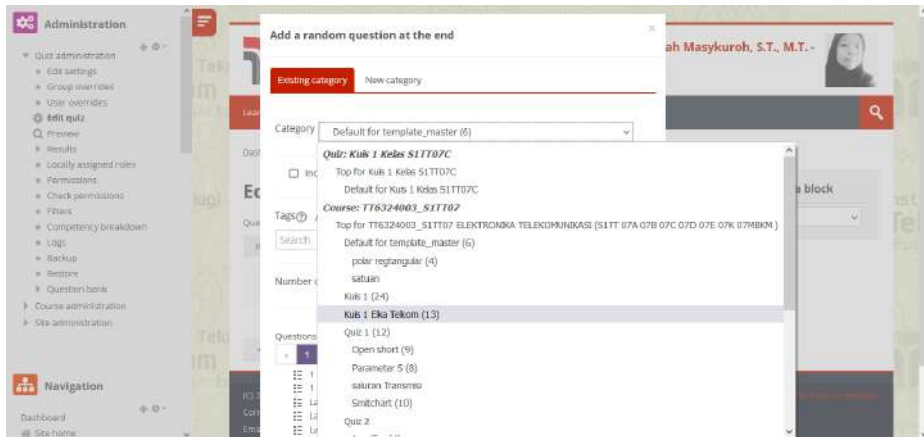 Administration
Quiz administration
Edit settings
Group overrides
User overrides
Edit quiz
Preview
Results
Locally assigned roles
Permissions
Check permissions
Filters
Competency breakdown
Logs
Backup
Restore
Question bank
Course administration
Site administration
Navigation
Dashboard
Site home
Add a random question at the end
×
Existing category
New category
ah Masykuroh, S.T., M.T. -
Category
Default for template_master (6)
Quiz: Kuis 1 Kelas S1TT07C
Top for Kuis 1 Kelas S1TT07C
Default for Kuis 1 Kelas S1TT07C
Course: TT6324003_S1TT07
Top for TT6324003_S1TT07 ELEKTRONIKA TELEKOMUNIKASI (S1TT 07A 07B 07C 07D 07E 07K 07MBKM )
Default for template_master (6)
polar regtangular (4)
satuan
Kuis 1 (24)
Kuis 1 Elka Telkom (13)
Quiz 1 (12)
Open short (9)
Parameter S (8)
saluran Transmisi
Smitchart (10)
Quiz 2
Tags
Search
Number
Questions
1
a block